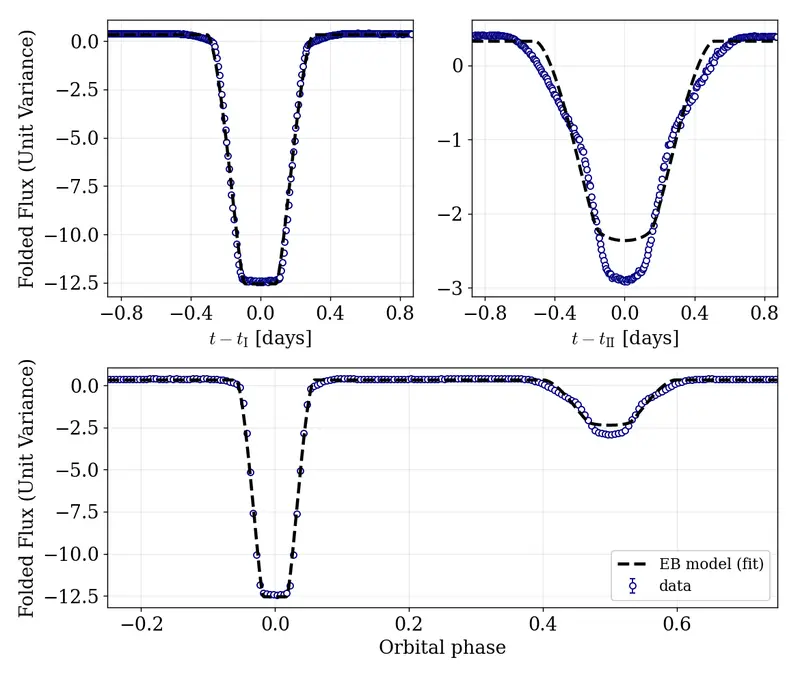 Folded Flux (Unit Variance)
0.0
−2.5
−5.0
−7.5
−10.0
−12.5
−0.8 −0.4 0.0 0.4 0.8
t − tI [days]
0
−1
−2
−3
−0.8 −0.4 0.0 0.4 0.8
t − tII [days]
Folded Flux (Unit Variance)
0.0
−2.5
−5.0
−7.5
−10.0
−12.5
−0.2 0.0 0.2 0.4 0.6
Orbital phase
EB model (fit)
data